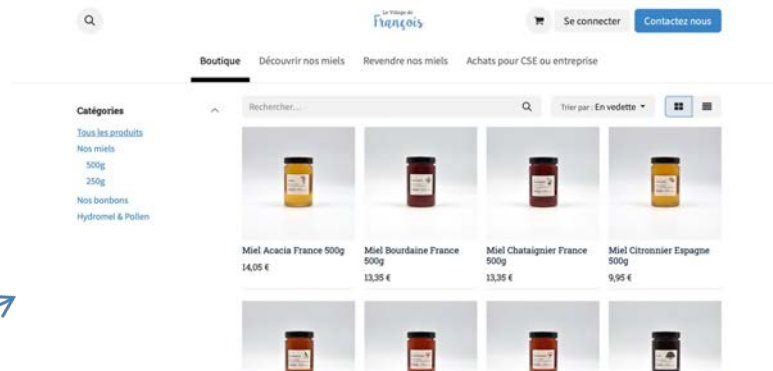 Le Village de
François
Se connecter
Contactez nous
Boutique
Découvrir nos miels
Revendre nos miels
Achats pour CSE ou entreprise
Catégories
Tous les produits
Nos miels
500g
250g
Nos bonbons
Hydromel & Pollen
Rechercher...
Trier par : En vedette
Miel Acacia France 500g
14,05 €
Miel Bourdaine France
500g
13,35 €
Miel Chataignier France
500g
13,35 €
Miel Citronnier Espagne
500g
9,95 €